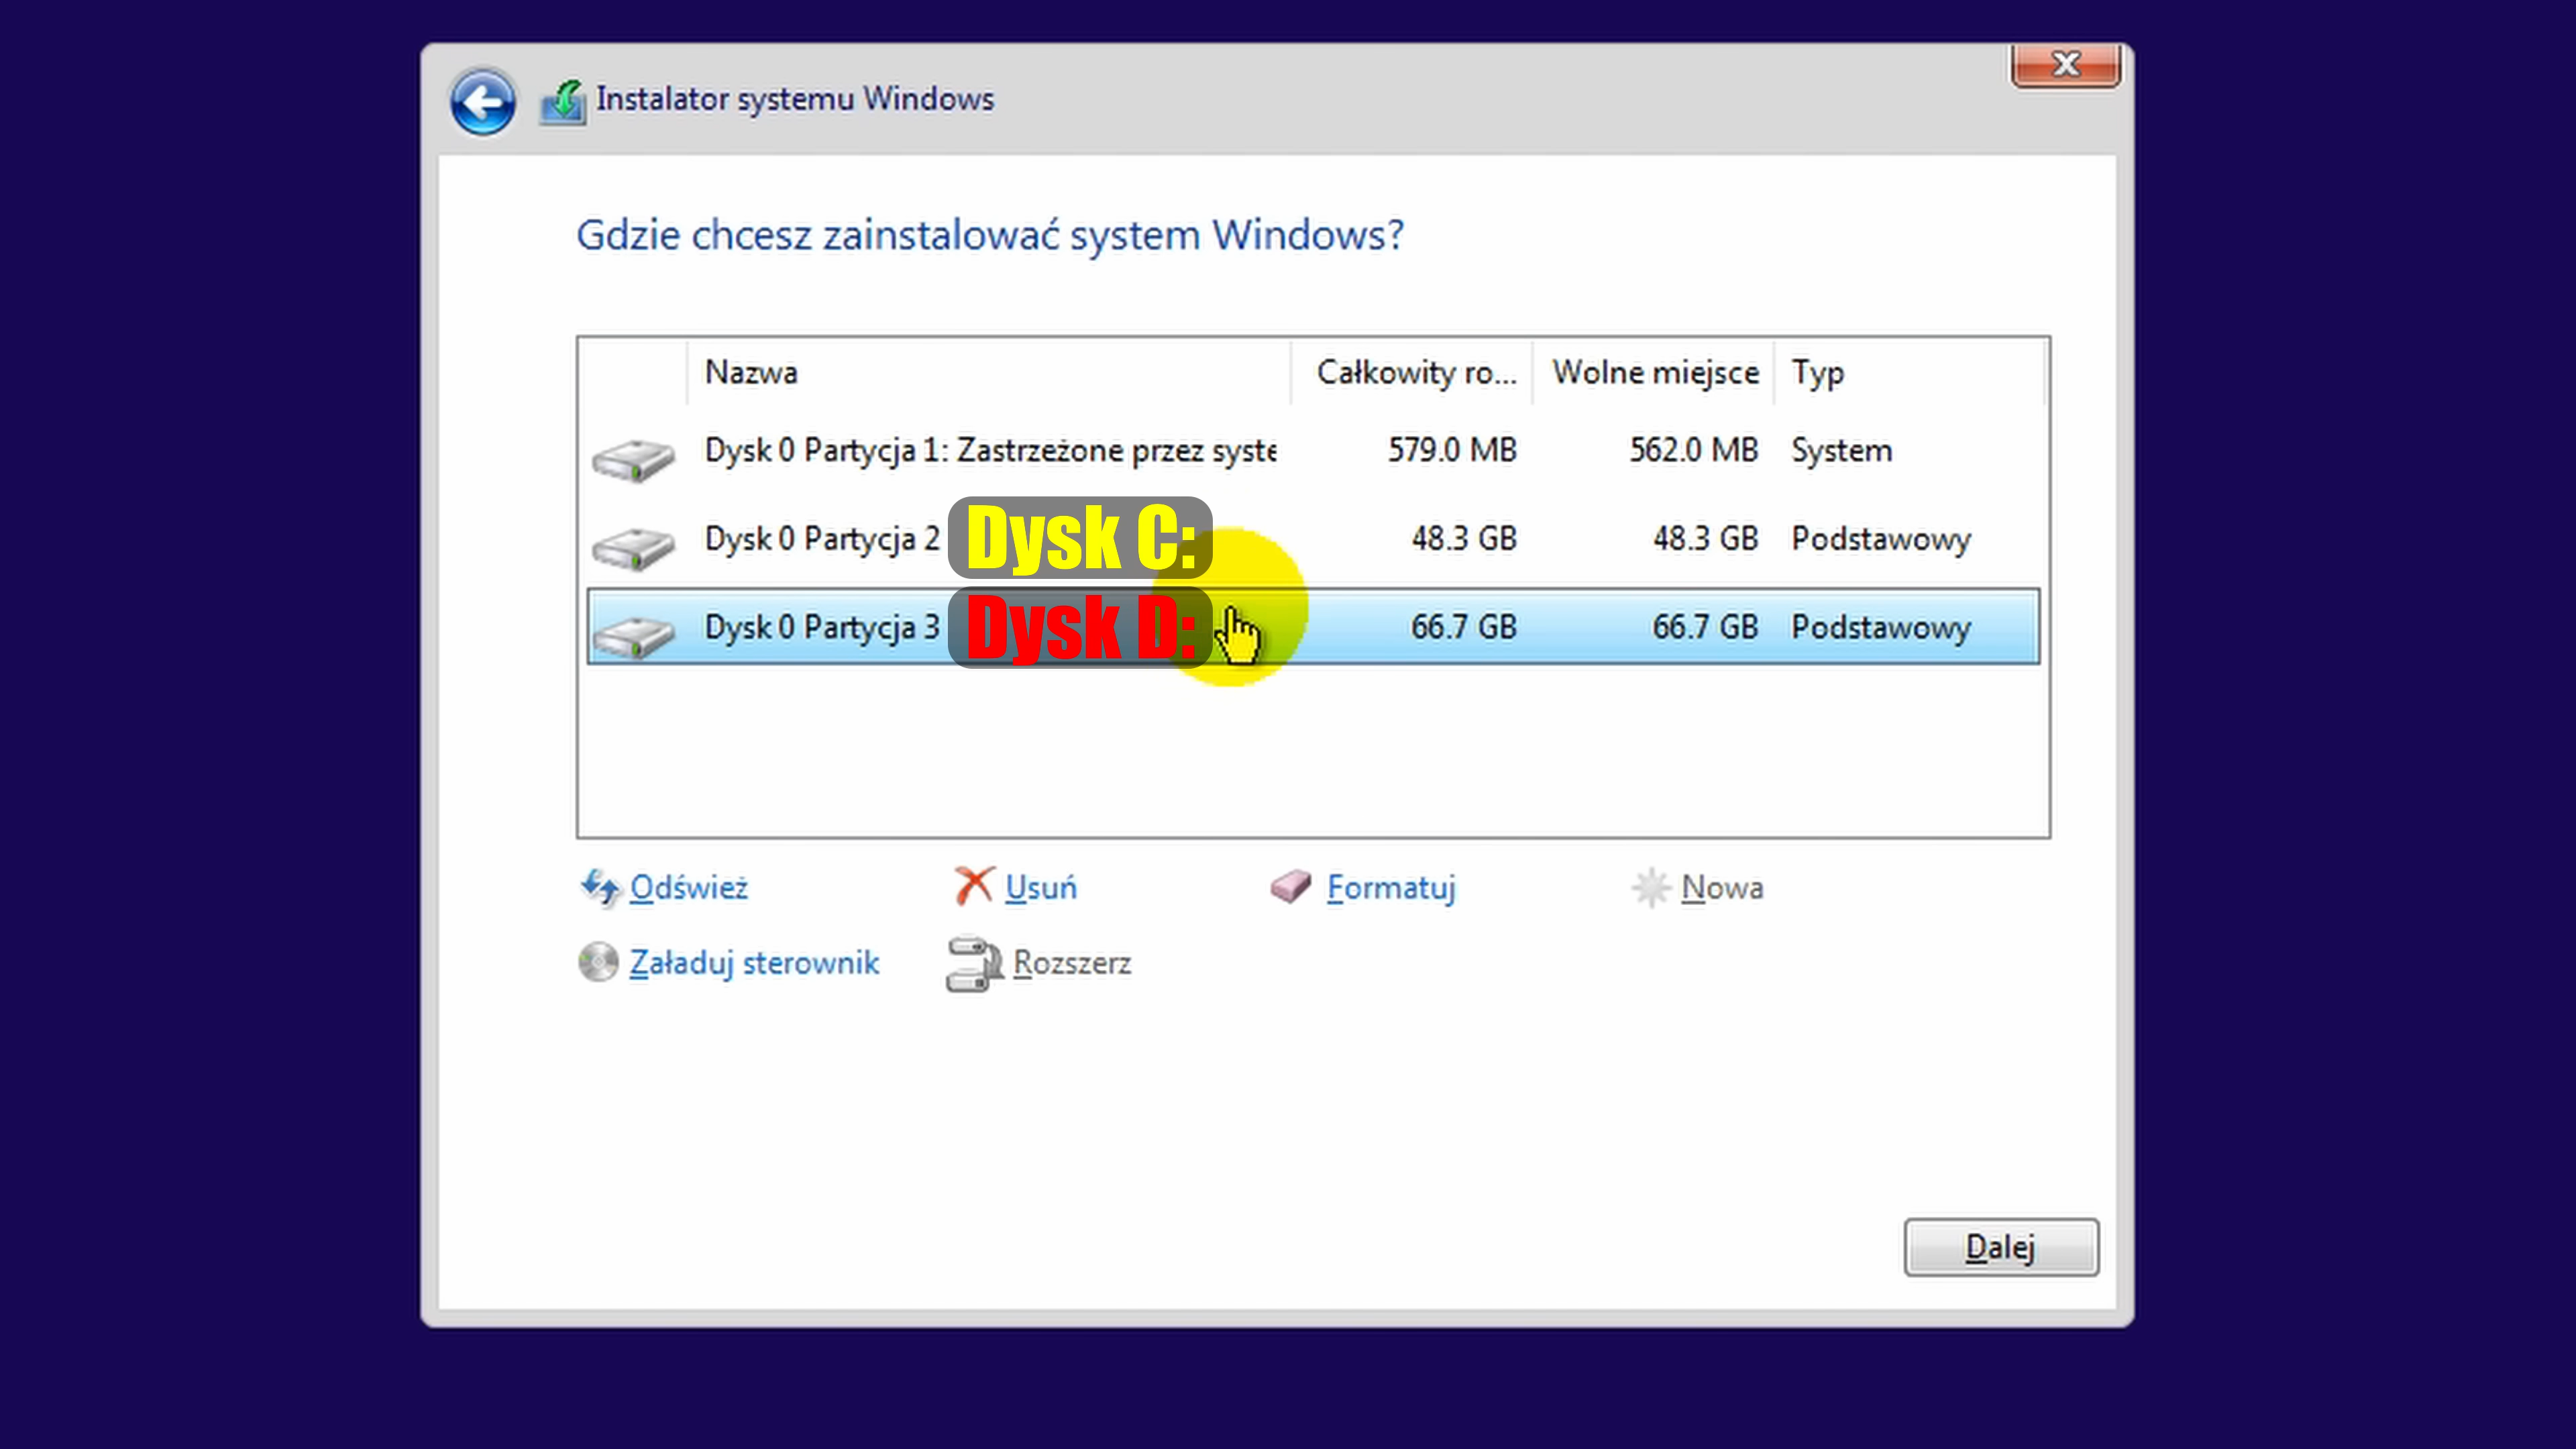 Instalator systemu Windows
Gdzie chcesz zainstalować system Windows?
Nazwa Całkowity ro... Wolne miejsce Typ
Dysk 0 Partycja 1: Zastrzeżone przez syste 579.0 MB 562.0 MB System
Dysk 0 Partycja 2 Dysk C: 48.3 GB 48.3 GB Podstawowy
Dysk 0 Partycja 3 Dysk D: 66.7 GB 66.7 GB Podstawowy
Odśwież Usuń Formatuj Nowa
Załaduj sterownik Rozszerz
Dalej